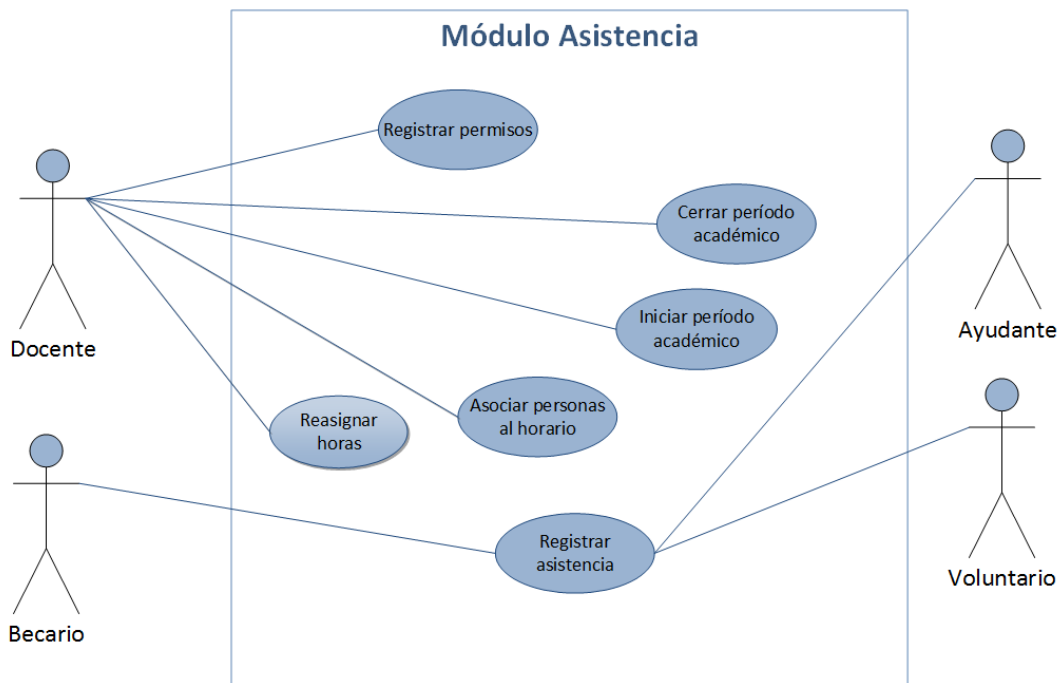 Módulo Asistencia
Registrar permisos
Cerrar período
académico
Iniciar período
académico
Docente
Ayudante
Asociar personas
al horario
Reasignar
horas
Registrar
asistencia
Voluntario
Becario